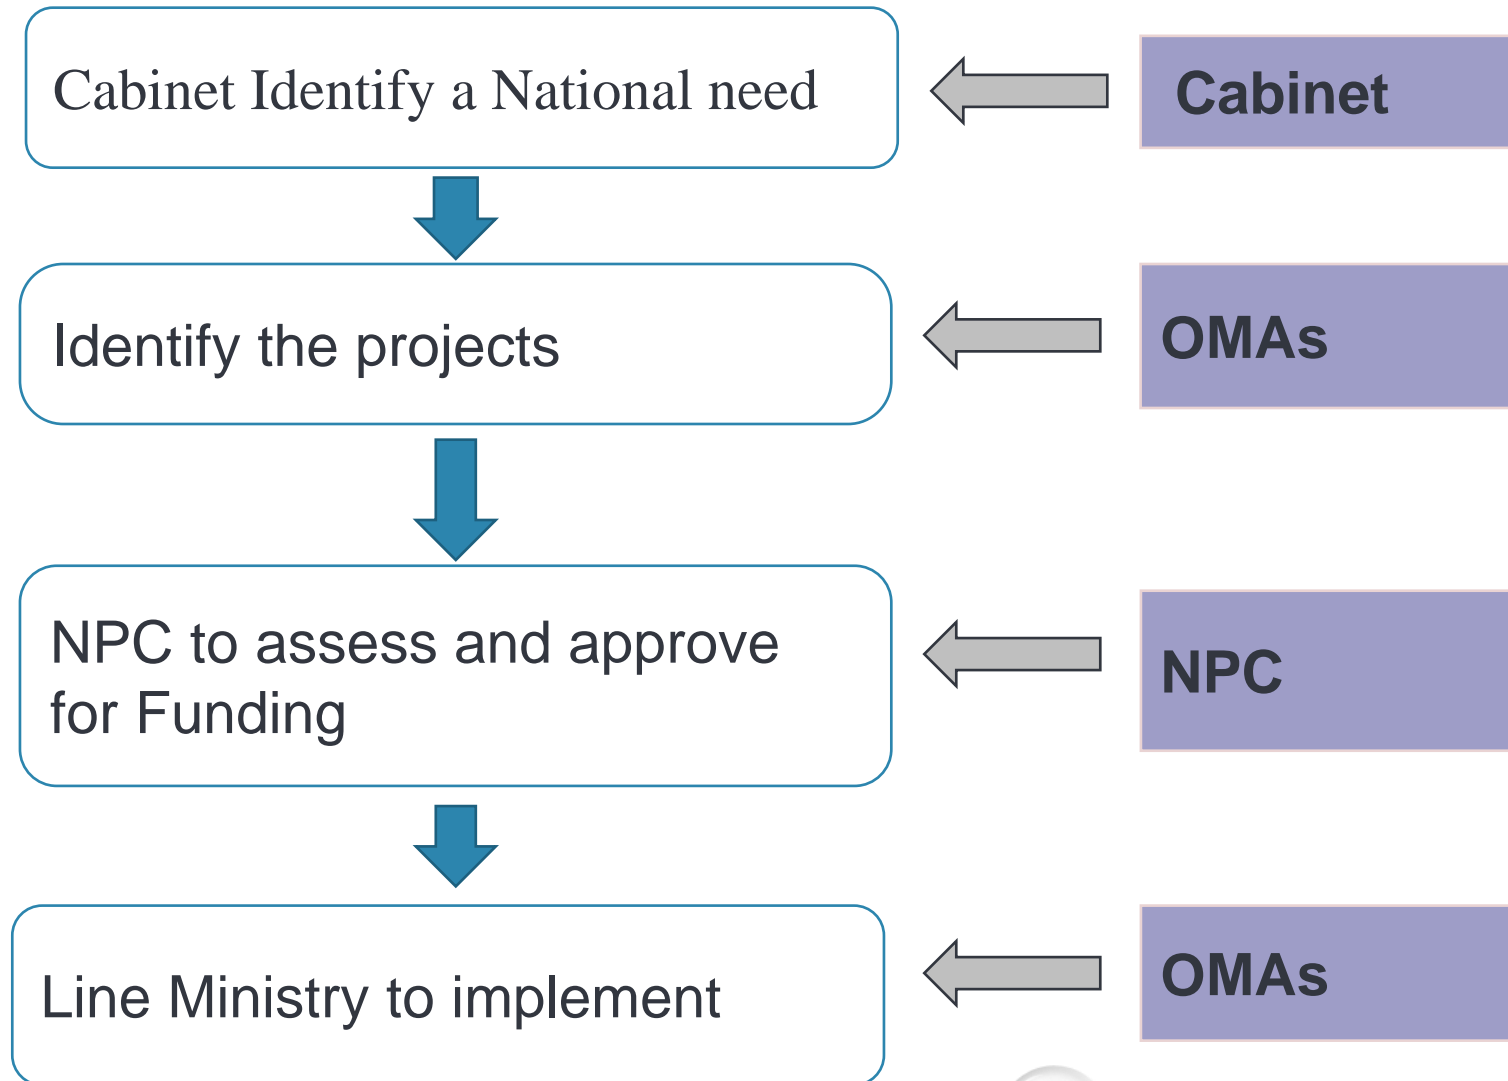 Cabinet Identify a National need
Cabinet
Identify the projects
OMAs
NPC to assess and approve
for Funding
NPC
Line Ministry to implement
OMAs